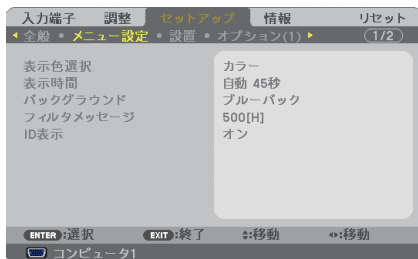 入力端子 調整 セットアップ 情報 リセット
全般 • メニュー設定 • 設置 • オプション(1) (1/2)
表示色選択 カラー
表示時間 自動 45秒
バックグラウンド ブルーバック
フィルタメッセージ 500[H]
ID表示 オン
ENTER:選択 EXIT:終了 :移動 :移動
コンピュータ1